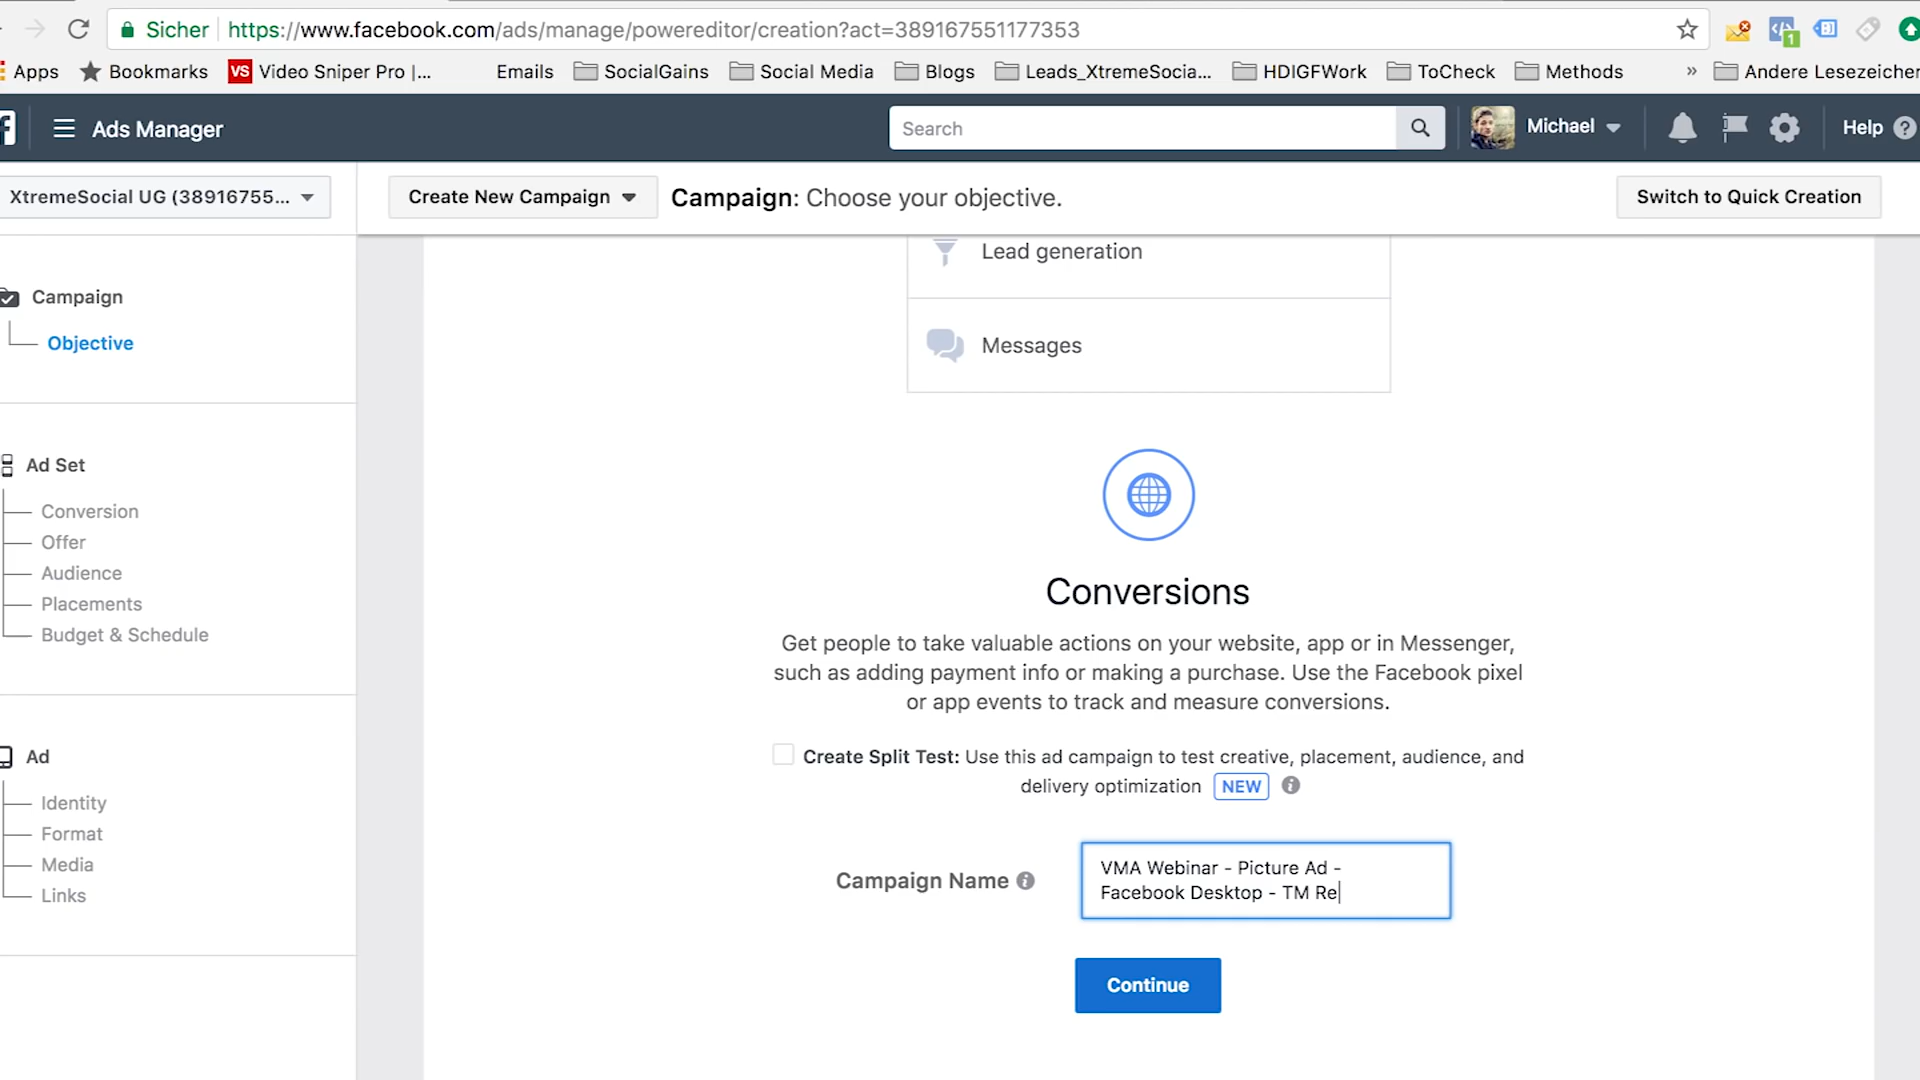 Sicher https://www.facebook.com/ads/manage/powereditor/creation?act=389167551177353
1
Apps Bookmarks VS Video Sniper Pro |... Emails SocialGains Social Media Blogs Leads_XtremeSocia... HDIGFWork ToCheck Methods » Andere Lesezeichen
f Ads Manager Search Michael Help ?
XtremeSocial UG (38916755... Create New Campaign Campaign: Choose your objective. Switch to Quick Creation
Campaign
Objective
Ad Set
Conversion
Offer
Audience
Placements
Budget & Schedule
Ad
Identity
Format
Media
Links
Lead generation
Messages
Conversions
Get people to take valuable actions on your website, app or in Messenger,
such as adding payment info or making a purchase. Use the Facebook pixel
or app events to track and measure conversions.
Create Split Test: Use this ad campaign to test creative, placement, audience, and
delivery optimization NEW i
Campaign Name i
VMA Webinar - Picture Ad -
Facebook Desktop - TM Re
Continue